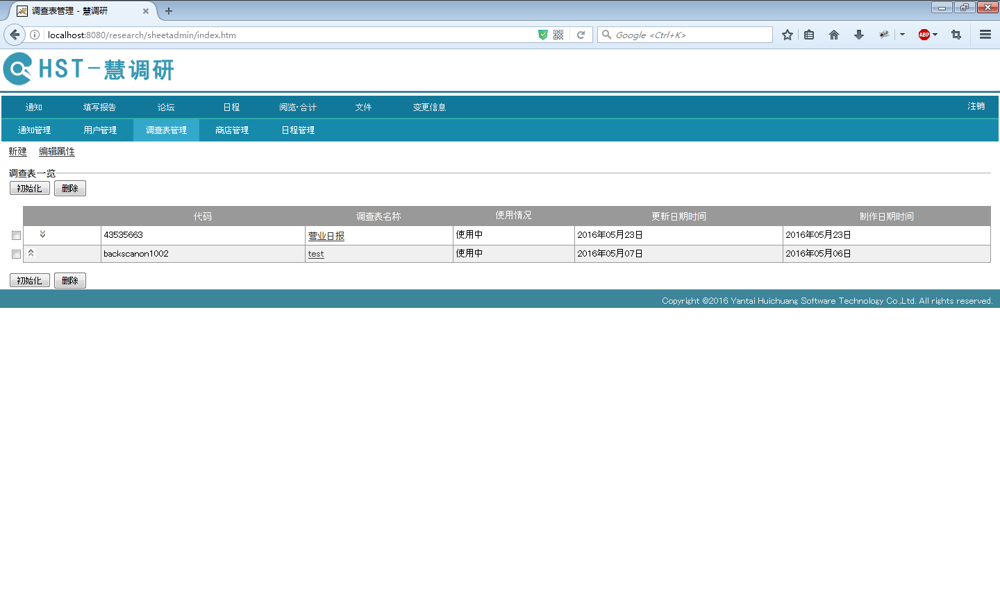 调查表管理 - 慧调研
localhost:8080/research/sheetadmin/index.htm
Google <Ctrl+K>
ABP
HST-慧调研
通知 填写报告 论坛 日程 阅览·合计 文件 变更信息 注销
通知管理 用户管理 调查表管理 商店管理 日程管理
新建 编辑属性
调查表一览
初始化 删除
代码 调查表名称 使用情况 更新日期时间 制作日期时间
43535663 营业日报 使用中 2016年05月23日 2016年05月23日
backscanon1002 test 使用中 2016年05月07日 2016年05月06日
初始化 删除
Copyright ©2016 Yantai Huichuang Software Technology Co.,Ltd. All rights reserved.